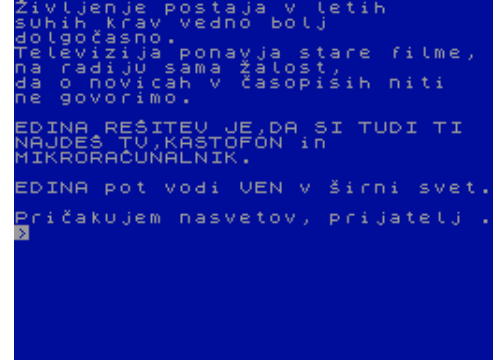 Življenje postaja v letih
suhih krav vedno bolj
dolgočasno.
Televizija ponavja stare filme,
na radiju sama žalost,
da o novicah v časopisih niti
ne govorimo.
EDINA REŠITEV JE,DA SI TUDI TI
NAJDEŠ TV,KASTOFON in
MIKRORAČUNALNIK.
EDINA pot vodi VEN v širni svet.
Pričakujem nasvetov, prijatelj .
>